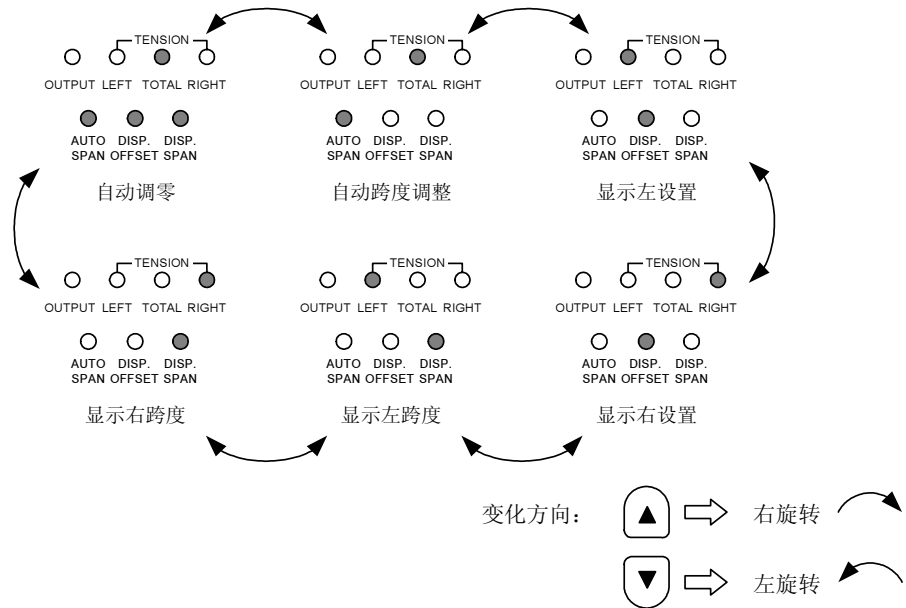 TENSION
OUTPUT LEFT TOTAL RIGHT
AUTO DISP. DISP.
SPAN OFFSET SPAN
自动调零
TENSION
OUTPUT LEFT TOTAL RIGHT
AUTO DISP. DISP.
SPAN OFFSET SPAN
自动跨度调整
TENSION
OUTPUT LEFT TOTAL RIGHT
AUTO DISP. DISP.
SPAN OFFSET SPAN
显示左设置
TENSION
OUTPUT LEFT TOTAL RIGHT
AUTO DISP. DISP.
SPAN OFFSET SPAN
显示右跨度
TENSION
OUTPUT LEFT TOTAL RIGHT
AUTO DISP. DISP.
SPAN OFFSET SPAN
显示左跨度
TENSION
OUTPUT LEFT TOTAL RIGHT
AUTO DISP. DISP.
SPAN OFFSET SPAN
显示右设置
变化方向： 右旋转
左旋转